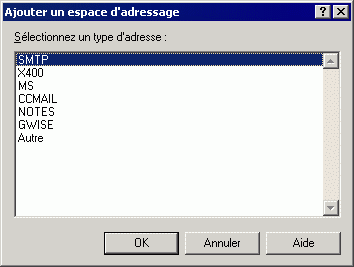 Ajouter un espace d'adressage
Sélectionnez un type d'adresse :
SMTP
X400
MS
CCMAIL
NOTES
GWISE
Autre
OK Annuler Aide